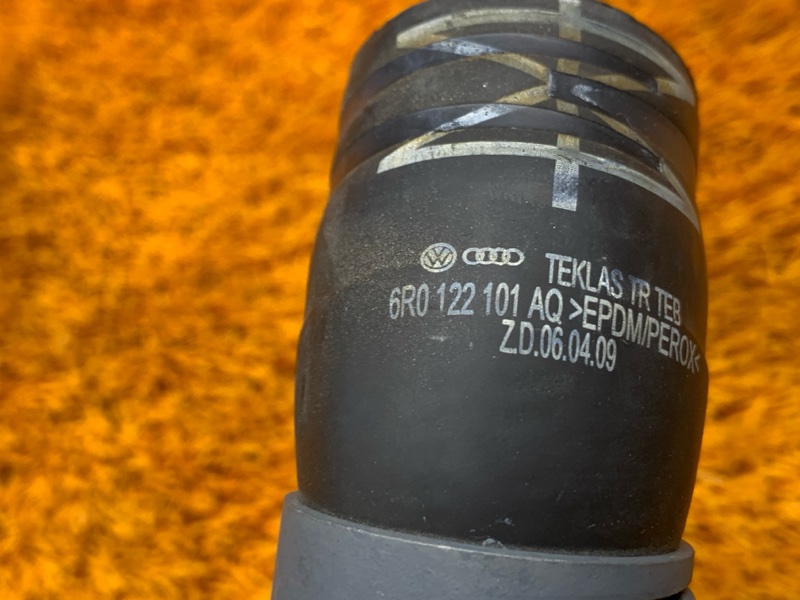 TEKLAS TR TEB
6R0 122 101 AQ >EPDM/PEROX<
Z.D.06.04.09